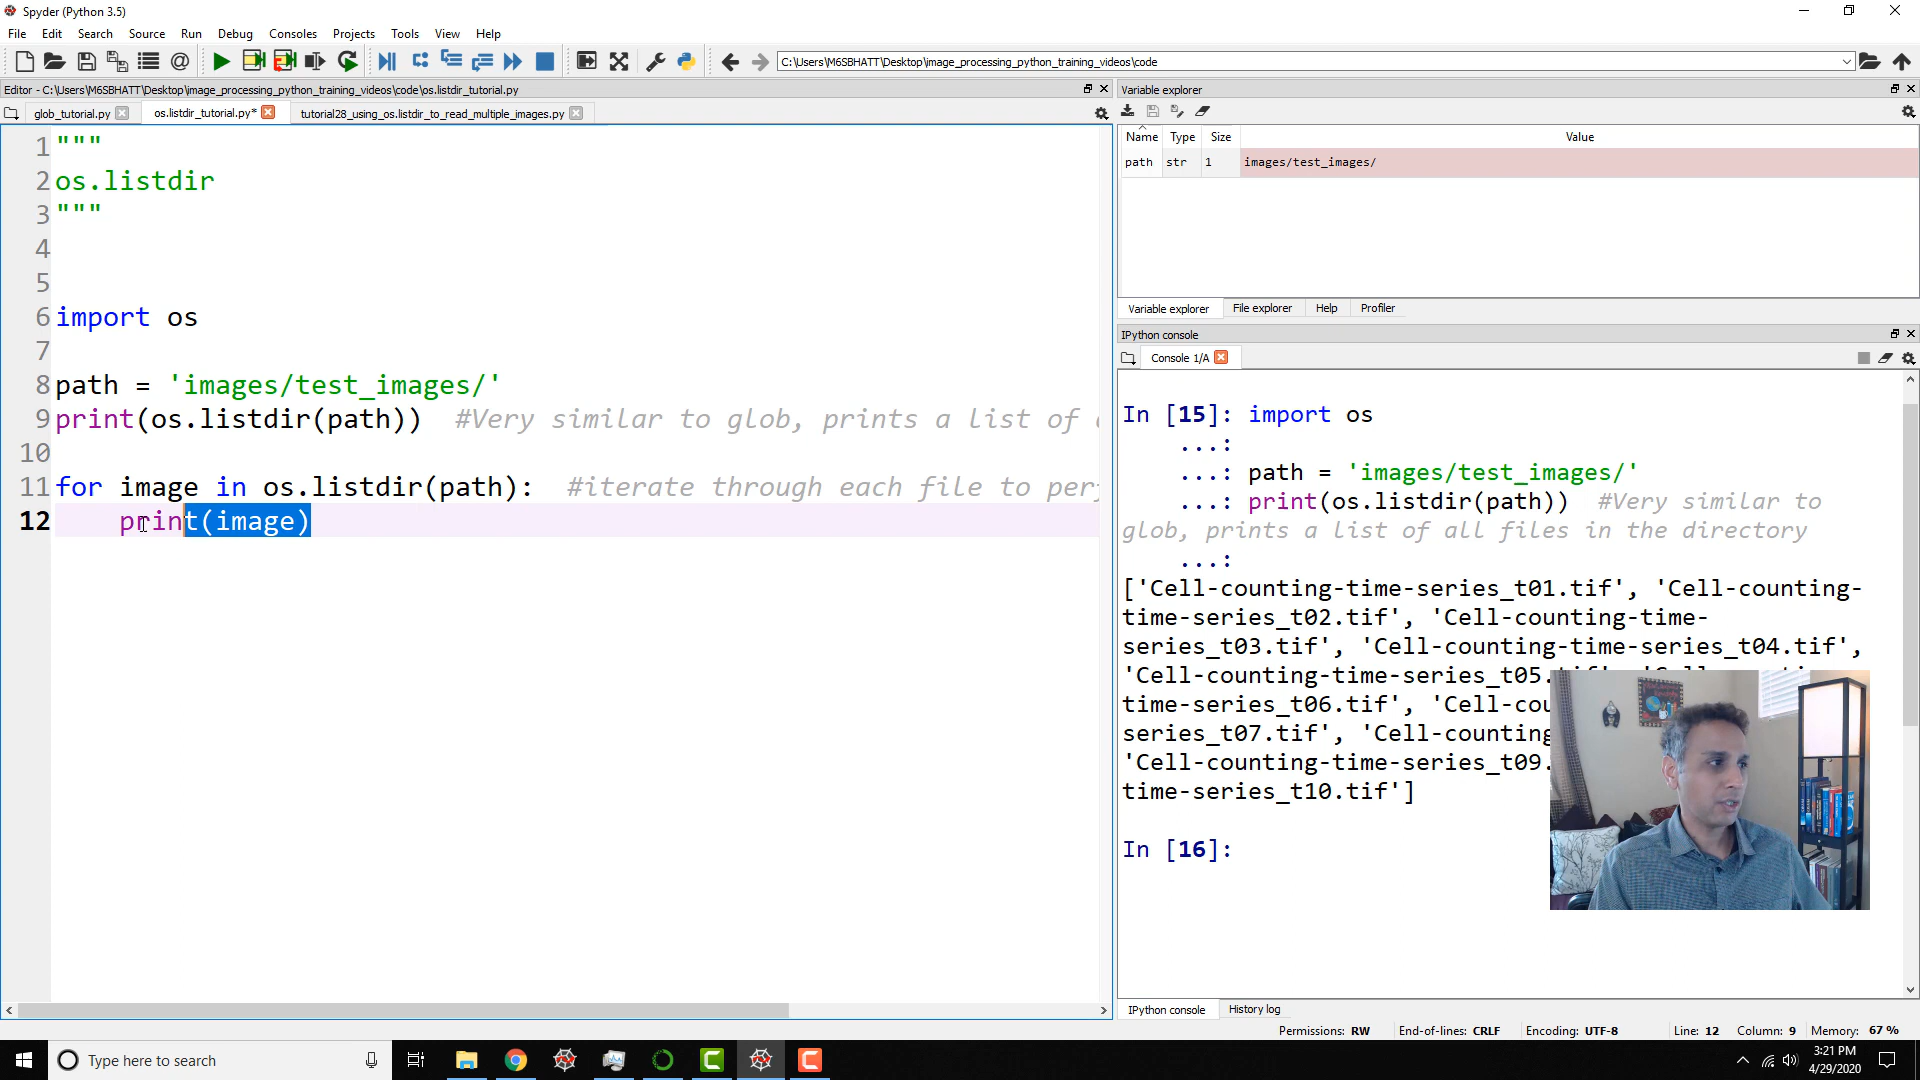 Spyder (Python 3.5)
File Edit Search Source Run Debug Consoles Projects Tools View Help
C:\Users\M6SBHATT\Desktop\image_processing_python_training_videos\code
Editor - C:\Users\M6SBHATT\Desktop\image_processing_python_training_videos\code\os.listdir_tutorial.py
glob_tutorial.py os.listdir_tutorial.py* tutorial28_using_os.listdir_to_read_multiple_images.py
1 """
2 os.listdir
3 """
4
5
6 import os
7
8 path = 'images/test_images/'
9 print(os.listdir(path))  #Very similar to glob, prints a list of
10
11 for image in os.listdir(path):  #iterate through each file to per
12     print(image)
Variable explorer
Name Type Size Value
path str 1 images/test_images/
Variable explorer File explorer Help Profiler
IPython console
Console 1/A
In [15]: import os
...:
...: path = 'images/test_images/'
...: print(os.listdir(path))  #Very similar to
glob, prints a list of all files in the directory
...:
['Cell-counting-time-series_t01.tif', 'Cell-counting-
time-series_t02.tif', 'Cell-counting-time-
series_t03.tif', 'Cell-counting-time-series_t04.tif',
'Cell-counting-time-series_t05.
time-series_t06.tif', 'Cell-cou
series_t07.tif', 'Cell-counting
'Cell-counting-time-series_t09.
time-series_t10.tif']
In [16]:
IPython console History log
Permissions: RW End-of-lines: CRLF Encoding: UTF-8 Line: 12 Column: 9 Memory: 67 %
Type here to search
3:21 PM
4/29/2020